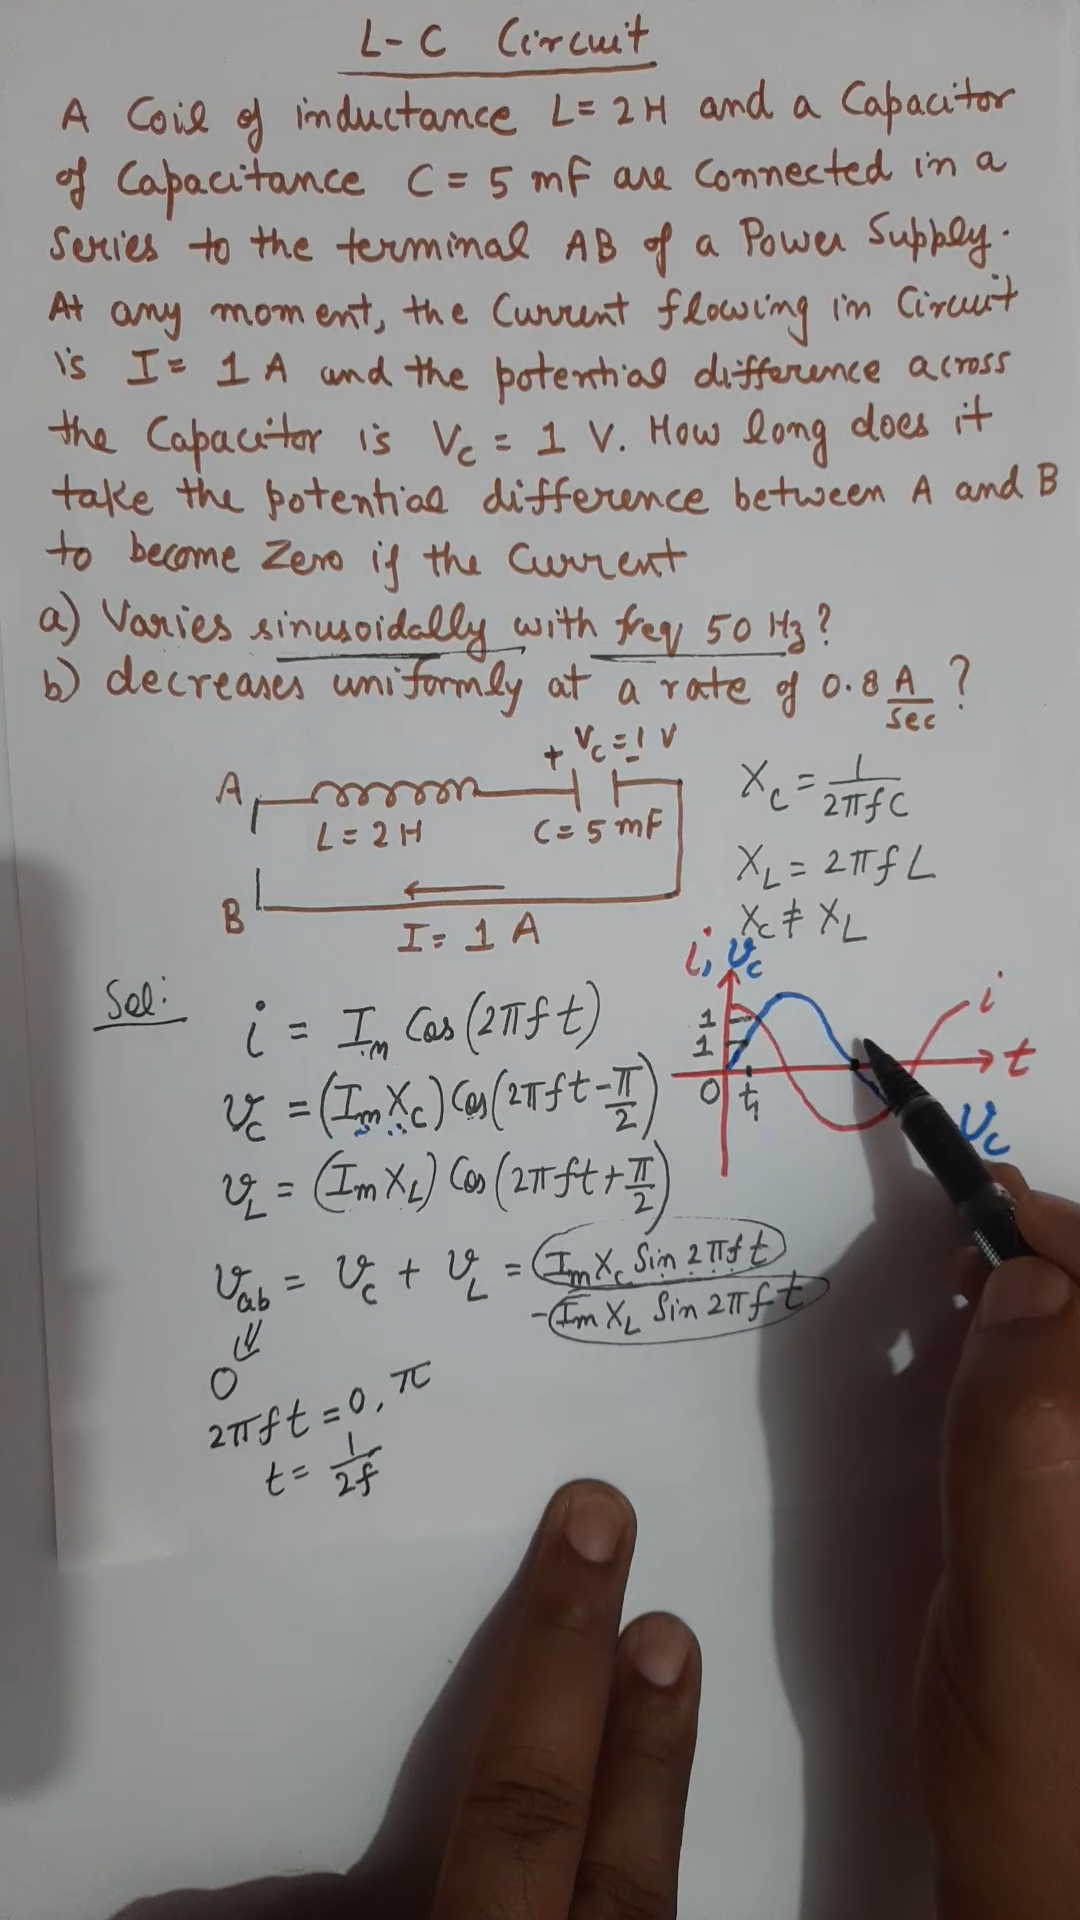 L-C Circuit
A Coil of inductance L= 2H and a Capacitor
of Capacitance C = 5 mF are Connected in a
Series to the terminal AB of a Power Supply.
At any moment, the Current flowing in Circuit
is I= 1 A and the potential difference across
the Capacitor is Vc = 1 V. How long does it
take the potential difference between A and B
to become Zero if the Current
a) Varies sinusoidally with freq 50 Hz?
b) decreases uniformly at a rate of 0.8 A/sec ?
+ Vc = 1 V
-
A
L = 2 H
C = 5 mF
B
I = 1 A
Xc = 1/2πfC
XL = 2πfL
Xc ≠ XL
i, vc
i
1
1
0
t1
t
vc
Sol:
i = Im Cos (2πft)
vc = (Im Xc) Cos (2πft - π/2)
vL = (Im XL) Cos (2πft + π/2)
vab = vc + vL = Im Xc Sin 2πft
- Im XL Sin 2πft
⇓
0
2πft = 0, π
t = 1/2f